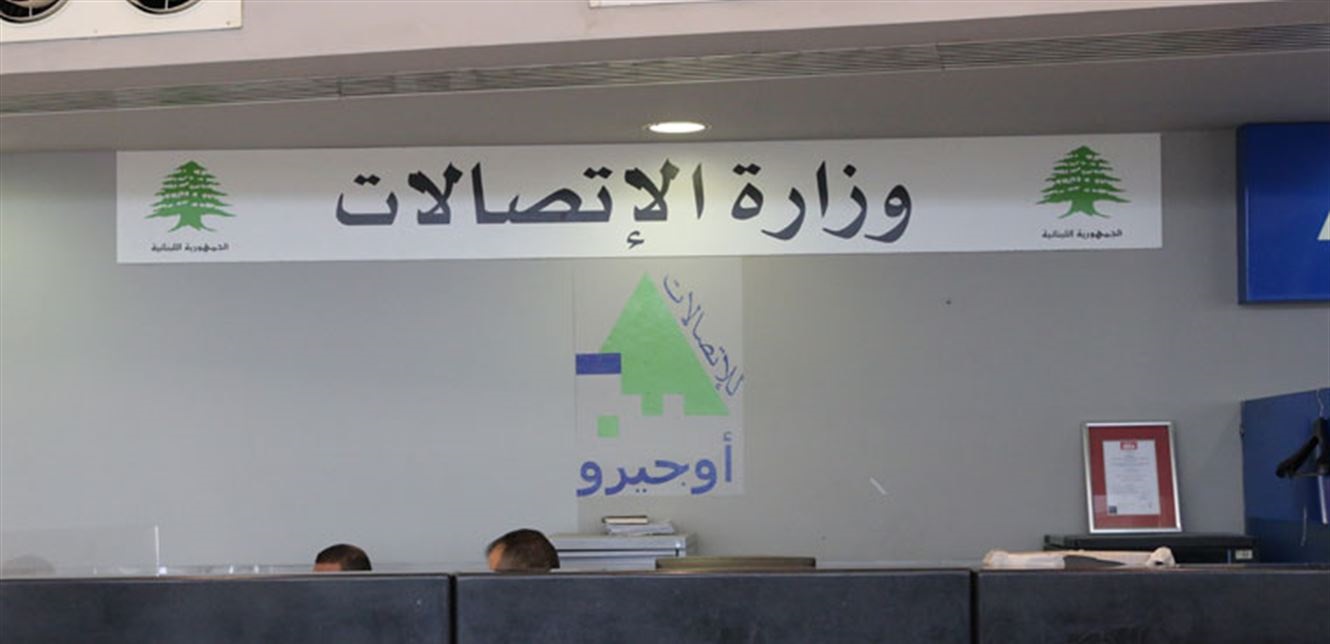 وزارة الإتصالات
الجمهورية اللبنانية
الجمهورية اللبنانية
للإتصالات
أوجيرو